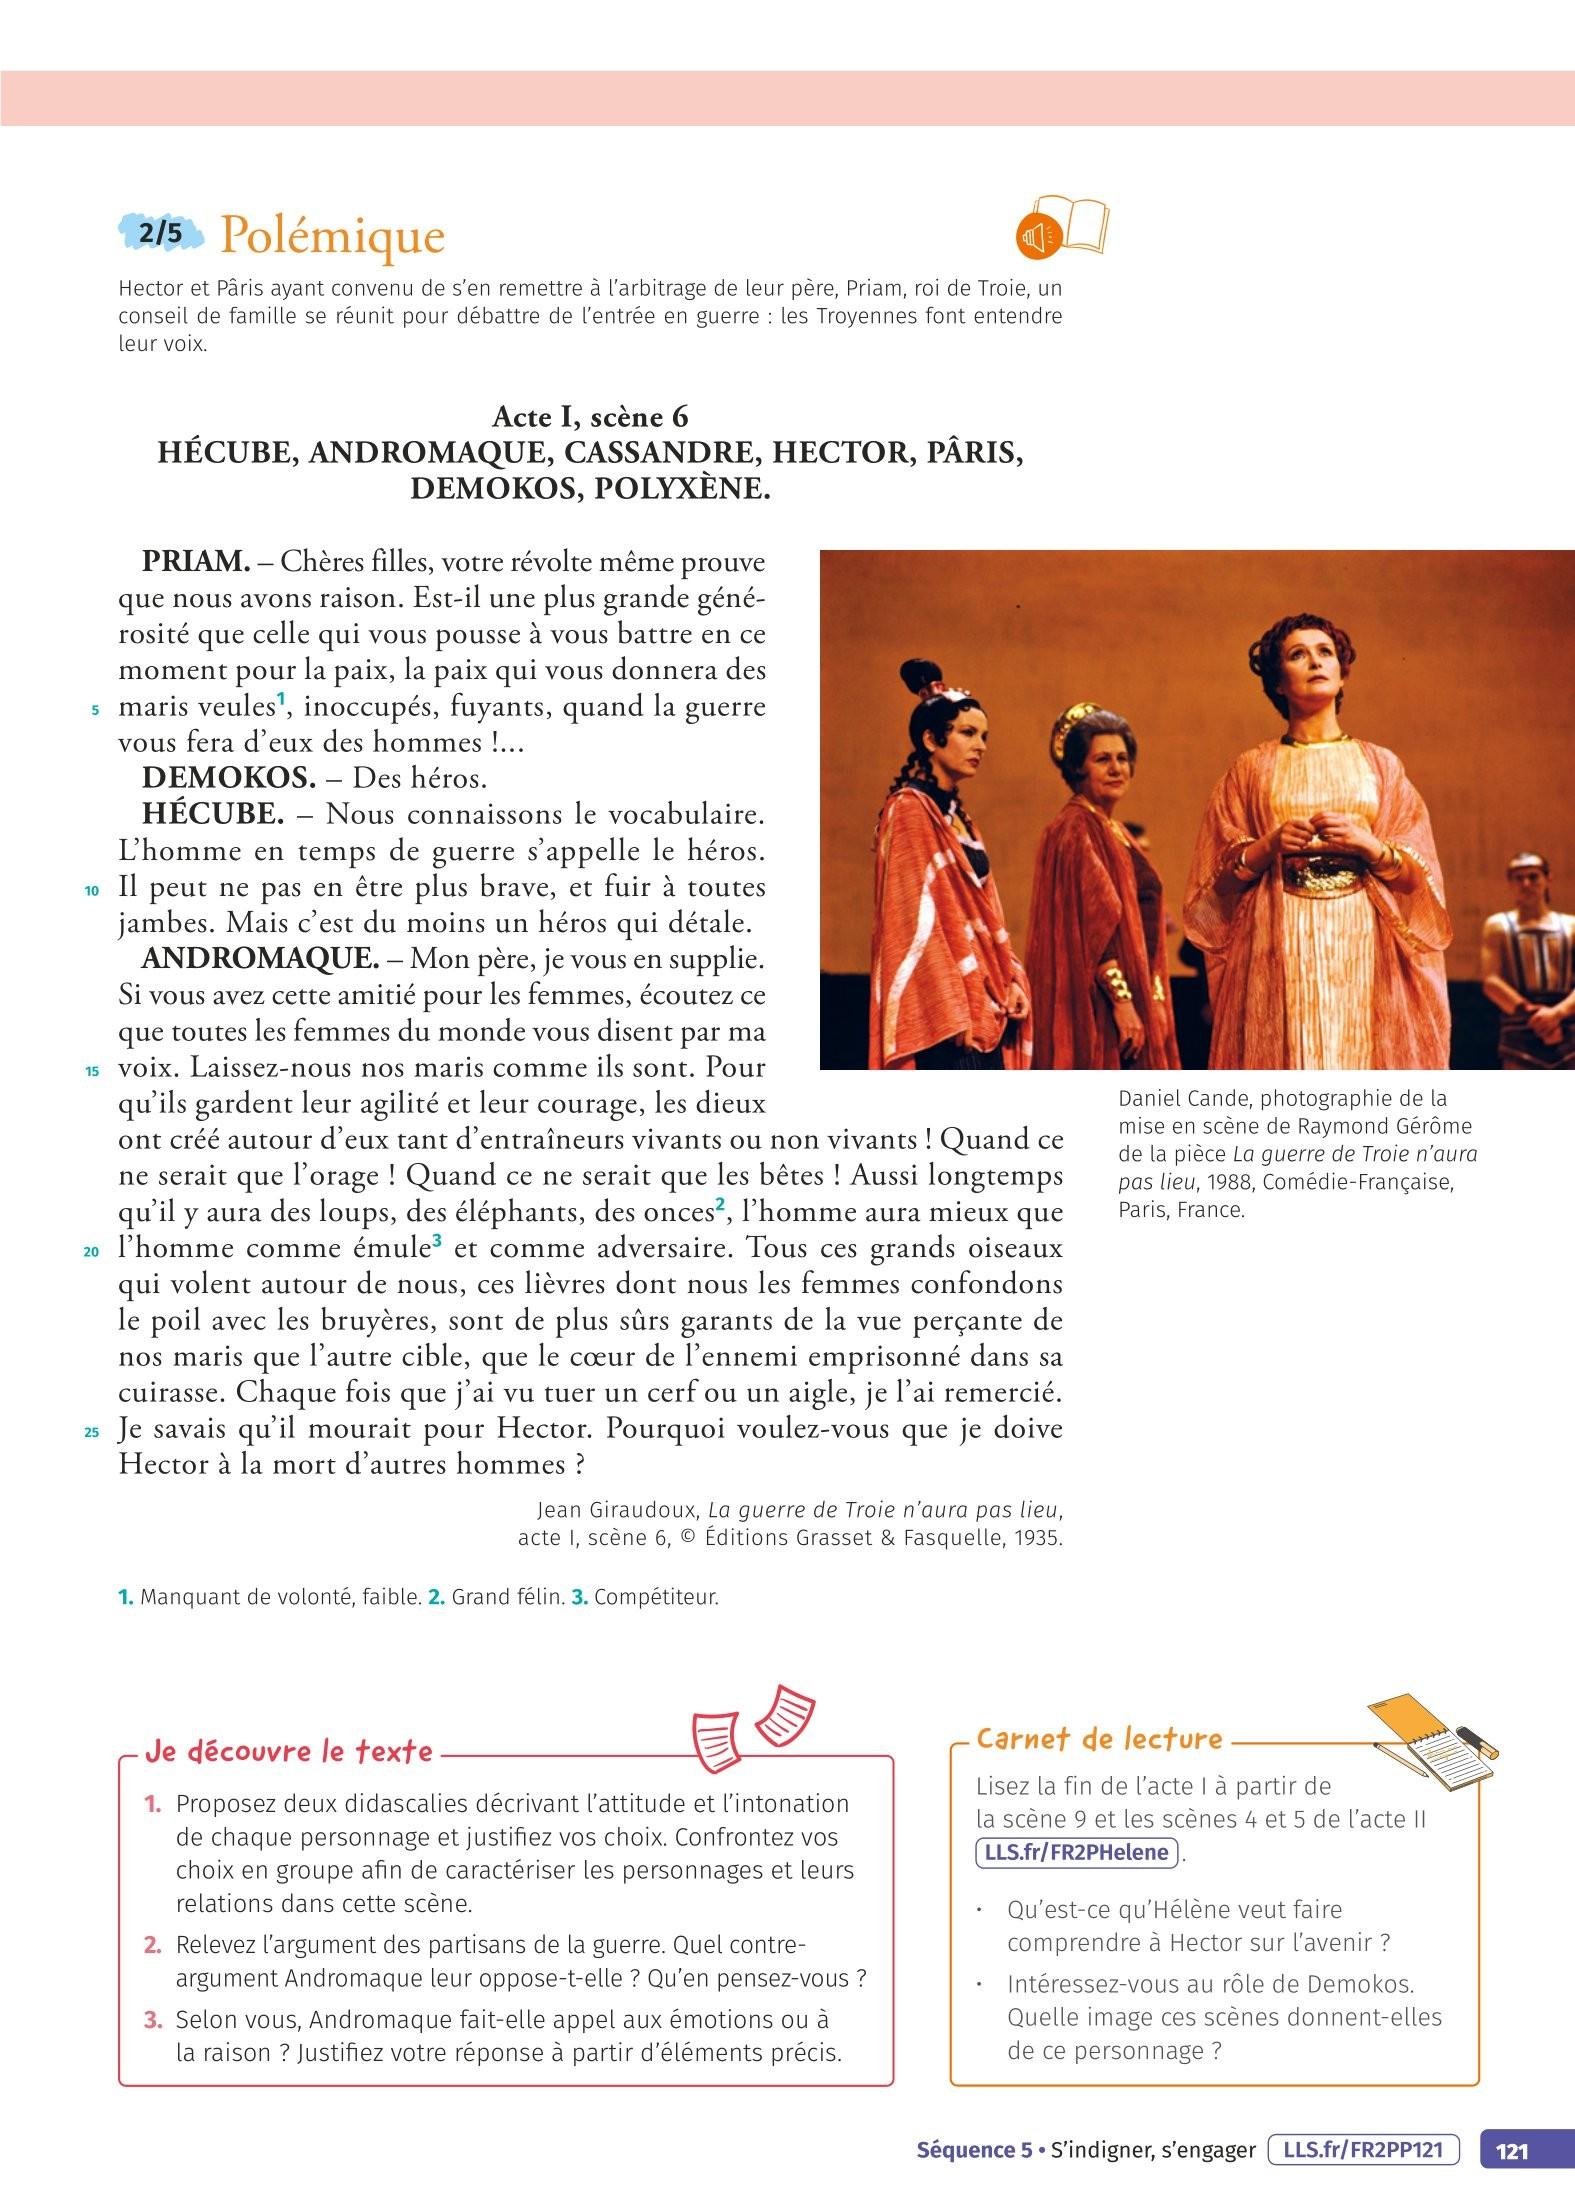 2/5 Polémique
Hector et Pâris ayant convenu de s’en remettre à l’arbitrage de leur père, Priam, roi de Troie, un
conseil de famille se réunit pour débattre de l’entrée en guerre : les Troyennes font entendre
leur voix.
Acte I, scène 6
HÉCUBE, ANDROMAQUE, CASSANDRE, HECTOR, PÂRIS,
DEMOKOS, POLYXÈNE.
PRIAM. – Chères filles, votre révolte même prouve
que nous avons raison. Est-il une plus grande géné-
rosité que celle qui vous pousse à vous battre en ce
moment pour la paix, la paix qui vous donnera des
5 maris veules1, inoccupés, fuyants, quand la guerre
vous fera d’eux des hommes !...
DEMOKOS. – Des héros.
HÉCUBE. – Nous connaissons le vocabulaire.
L’homme en temps de guerre s’appelle le héros.
10 Il peut ne pas en être plus brave, et fuir à toutes
jambes. Mais c’est du moins un héros qui détale.
ANDROMAQUE. – Mon père, je vous en supplie.
Si vous avez cette amitié pour les femmes, écoutez ce
que toutes les femmes du monde vous disent par ma
15 voix. Laissez-nous nos maris comme ils sont. Pour
qu’ils gardent leur agilité et leur courage, les dieux
ont créé autour d’eux tant d’entraîneurs vivants ou non vivants ! Quand ce
ne serait que l’orage ! Quand ce ne serait que les bêtes ! Aussi longtemps
qu’il y aura des loups, des éléphants, des onces2, l’homme aura mieux que
20 l’homme comme émule3 et comme adversaire. Tous ces grands oiseaux
qui volent autour de nous, ces lièvres dont nous les femmes confondons
le poil avec les bruyères, sont de plus sûrs garants de la vue perçante de
nos maris que l’autre cible, que le cœur de l’ennemi emprisonné dans sa
cuirasse. Chaque fois que j’ai vu tuer un cerf ou un aigle, je l’ai remercié.
25 Je savais qu’il mourait pour Hector. Pourquoi voulez-vous que je doive
Hector à la mort d’autres hommes ?
Jean Giraudoux, La guerre de Troie n’aura pas lieu,
acte I, scène 6, © Éditions Grasset & Fasquelle, 1935.
1. Manquant de volonté, faible. 2. Grand félin. 3. Compétiteur.
Daniel Cande, photographie de la
mise en scène de Raymond Gérôme
de la pièce La guerre de Troie n’aura
pas lieu, 1988, Comédie-Française,
Paris, France.
Je découvre le texte
1. Proposez deux didascalies décrivant l’attitude et l’intonation
de chaque personnage et justifiez vos choix. Confrontez vos
choix en groupe afin de caractériser les personnages et leurs
relations dans cette scène.
2. Relevez l’argument des partisans de la guerre. Quel contre-
argument Andromaque leur oppose-t-elle ? Qu’en pensez-vous ?
3. Selon vous, Andromaque fait-elle appel aux émotions ou à
la raison ? Justifiez votre réponse à partir d’éléments précis.
Carnet de lecture
Lisez la fin de l’acte I à partir de
la scène 9 et les scènes 4 et 5 de l’acte II
LLS.fr/FR2PHelene .
• Qu’est-ce qu’Hélène veut faire
comprendre à Hector sur l’avenir ?
• Intéressez-vous au rôle de Demokos.
Quelle image ces scènes donnent-elles
de ce personnage ?
Séquence 5 • S’indigner, s’engager LLS.fr/FR2PP121 121